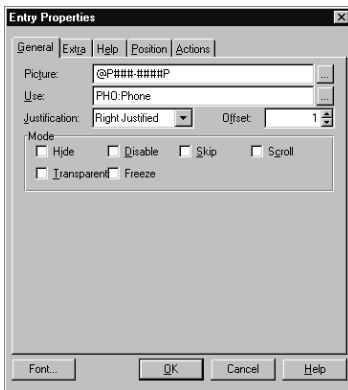 Entry Properties
General Extra Help Position Actions
Picture: @P###-####P ...
Use: PHO:Phone ...
Justification: Right Justified Offset: 1
Mode
Hide Disable Skip Scroll
Transparent Freeze
Font... OK Cancel Help